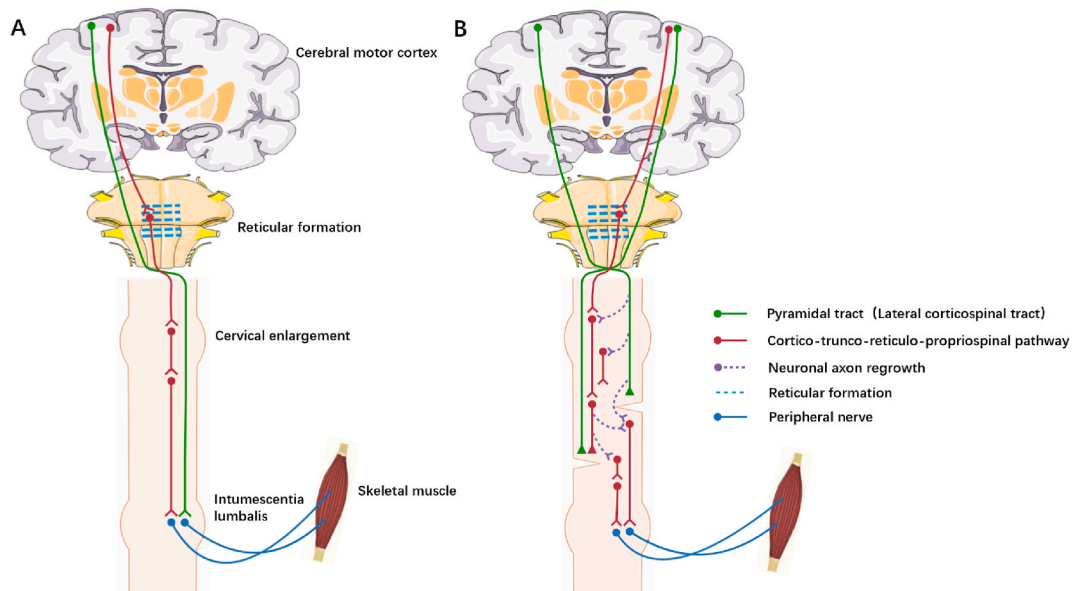 A
B
Cerebral motor cortex
Reticular formation
Cervical enlargement
Intumescentia
lumbalis
Skeletal muscle
Pyramidal tract（Lateral corticospinal tract）
Cortico-trunco-reticulo-propriospinal pathway
Neuronal axon regrowth
Reticular formation
Peripheral nerve